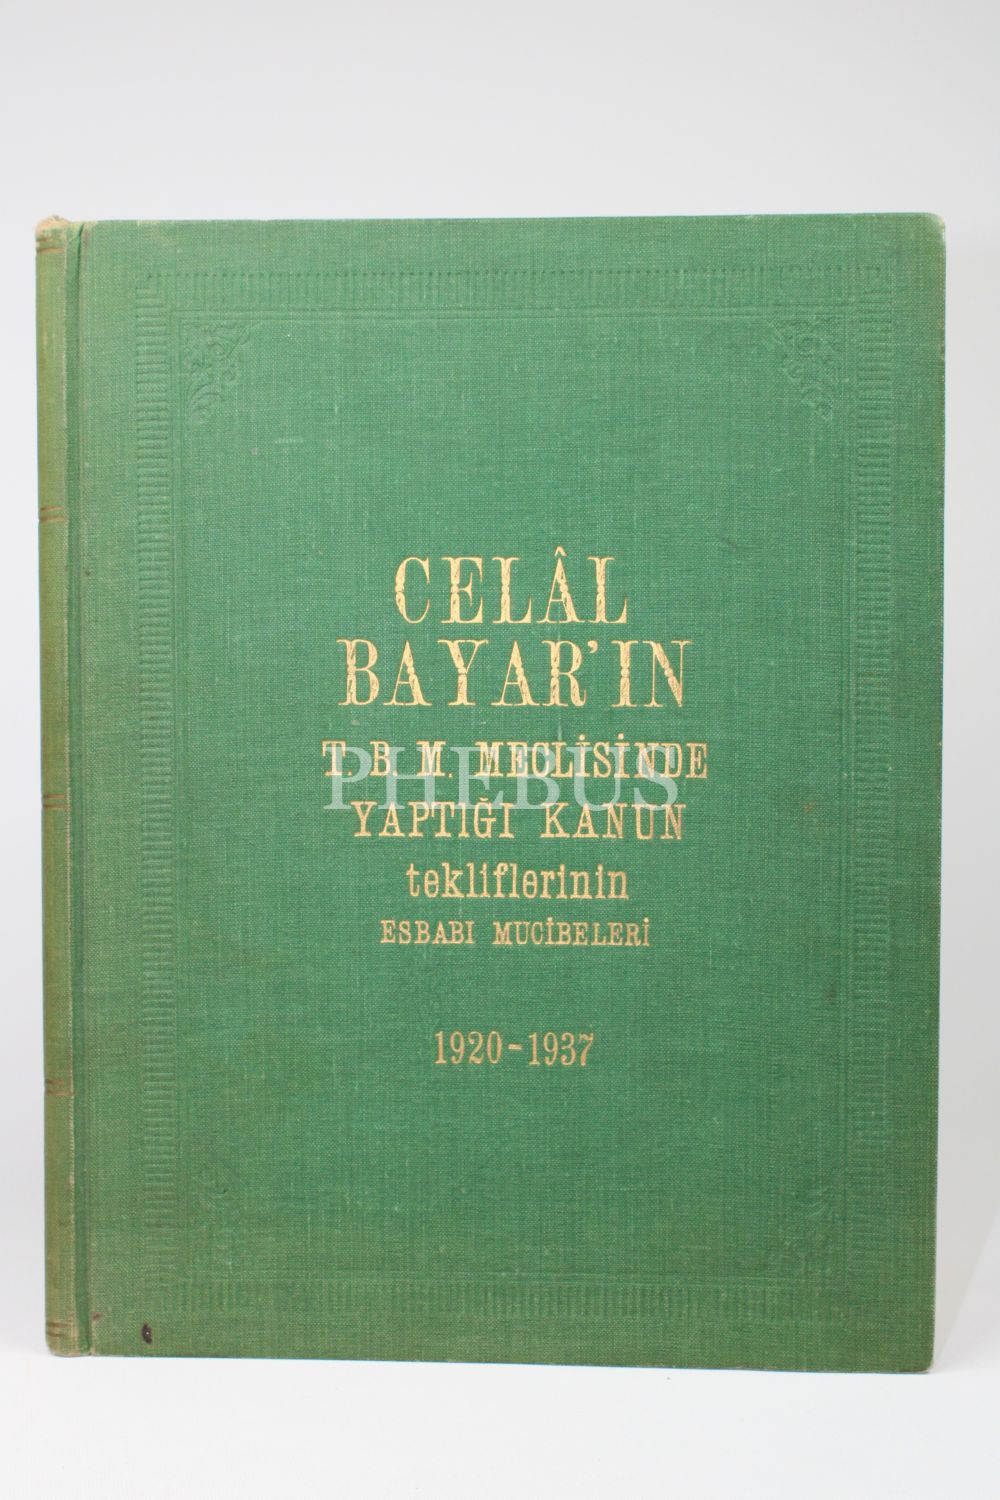 CELÂL
BAYAR'IN
T. B. M. MECLİSİNDE
PHEBUS
YAPTIĞI KANUN
tekliflerinin
ESBABI MUCİBELERİ
1920-1937